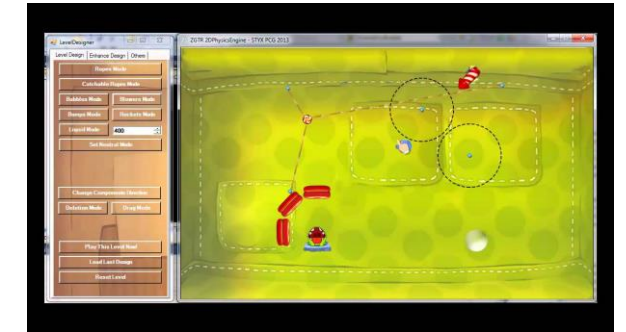 LevelDesigner
ZGTR 2DPhysicsEngine - STYX PCG 2013
Level Design Enhance Design Others
Ropes Mode
Catchable Ropes Mode
Bubbles Mode Blowers Mode
Bumps Mode Rockets Mode
Liquid Mode 400
Set Neutral Mode
Change Components Direction
Deletion Mode Drag Mode
Play This Level Now!
Load Last Design
Reset Level